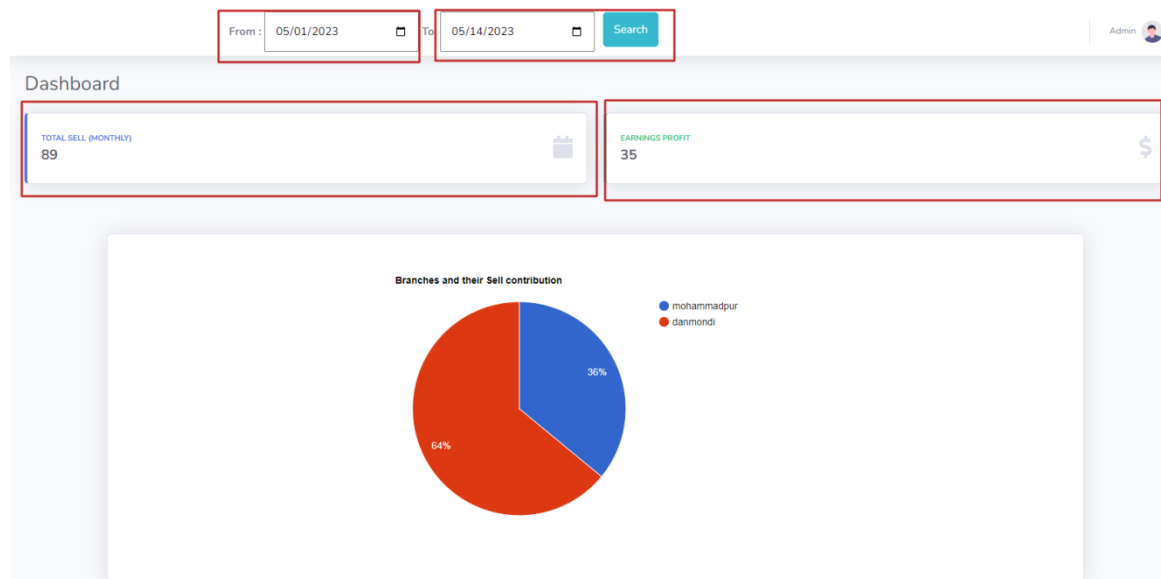 From : 05/01/2023 To 05/14/2023 Search Admin
Dashboard
TOTAL SELL (MONTHLY)
89
EARNINGS PROFIT
35
$
Branches and their Sell contribution
mohammadpur
danmondi
36%
64%